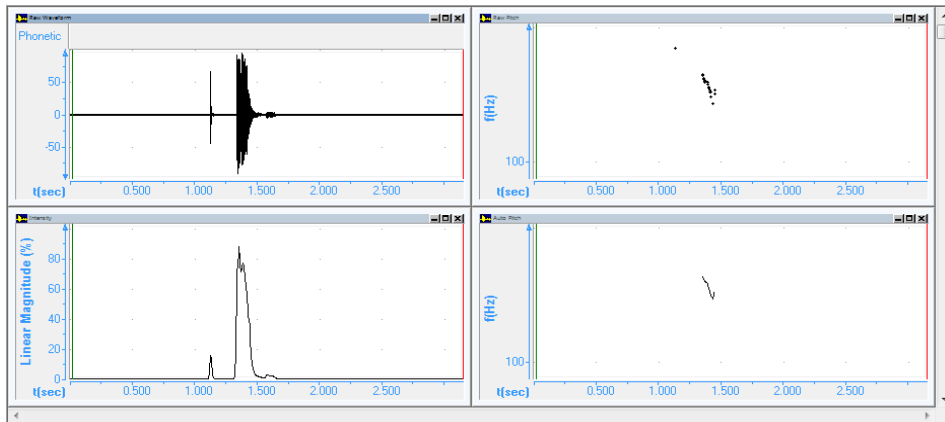 Raw Waveform
Phonetic
50
0
-50
t(sec) 0.500 1.000 1.500 2.000 2.500
Raw Pitch
f(Hz)
100
t(sec) 0.500 1.000 1.500 2.000 2.500
Intensity
Linear Magnitude (%)
80
60
40
20
0
t(sec) 0.500 1.000 1.500 2.000 2.500
Auto Pitch
f(Hz)
100
t(sec) 0.500 1.000 1.500 2.000 2.500